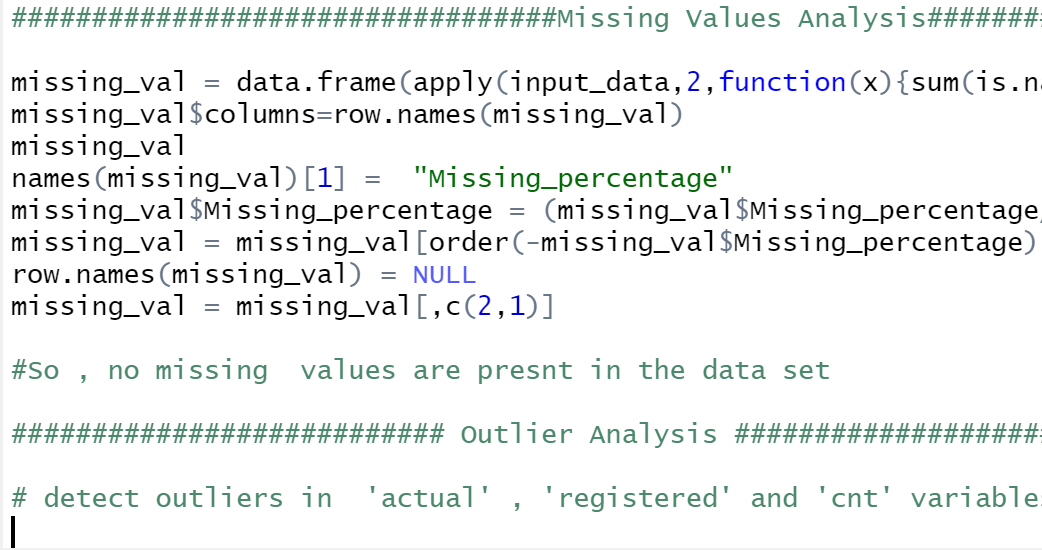 ##################################Missing Values Analysis########
missing_val = data.frame(apply(input_data,2,function(x){sum(is.na
missing_val$columns=row.names(missing_val)
missing_val
names(missing_val)[1] =  "Missing_percentage"
missing_val$Missing_percentage = (missing_val$Missing_percentage/
missing_val = missing_val[order(-missing_val$Missing_percentage)
row.names(missing_val) = NULL
missing_val = missing_val[,c(2,1)]
#So , no missing  values are presnt in the data set
########################### Outlier Analysis ####################
# detect outliers in  'actual' , 'registered' and 'cnt' variables